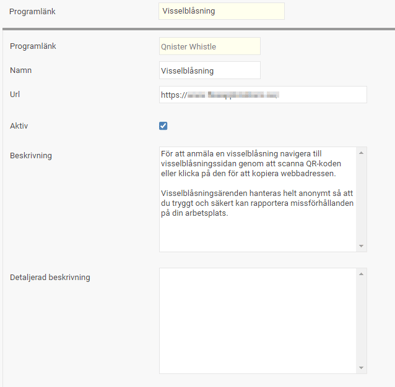 Programlänk Visselblåsning
Programlänk Qnister Whistle
Namn Visselblåsning
Url https://
Aktiv
Beskrivning För att anmäla en visselblåsning navigera till
visselblåsningssidan genom att scanna QR-koden
eller klicka på den för att kopiera webbadressen.
Visselblåsningsärenden hanteras helt anonymt så att
du tryggt och säkert kan rapportera missförhållanden
på din arbetsplats.
Detaljerad beskrivning